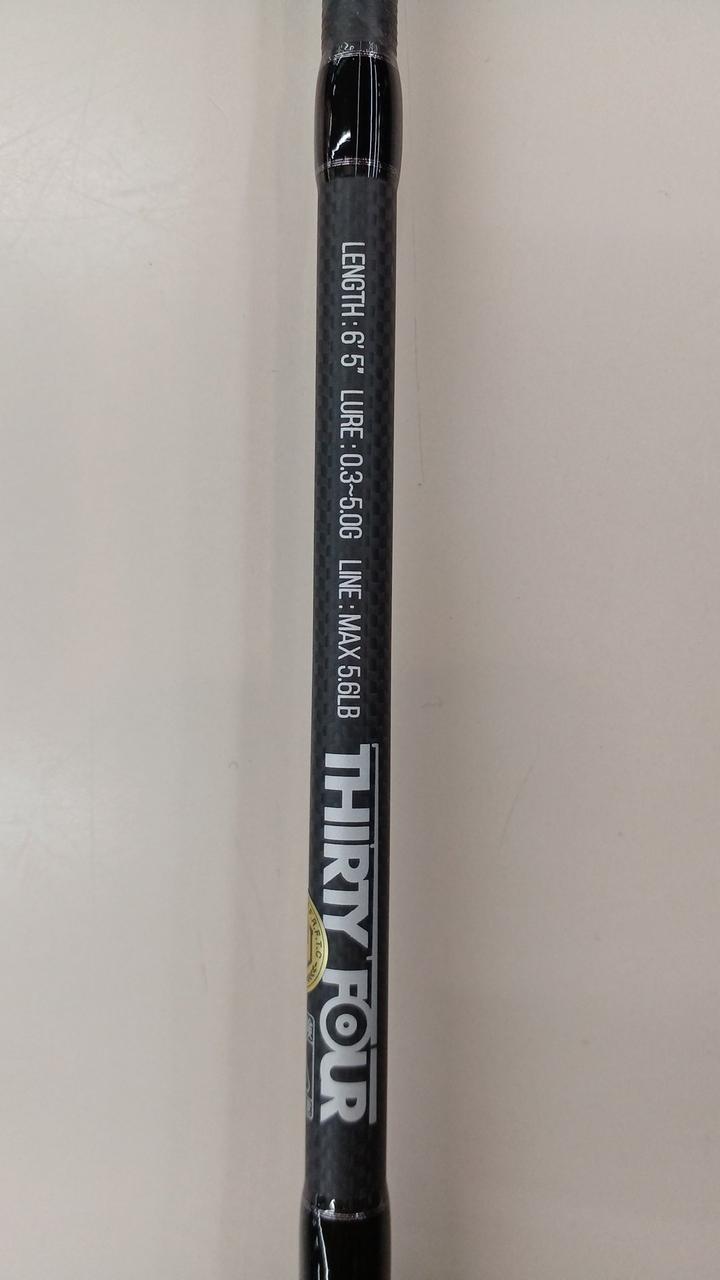 LENGTH : 6' 5" LURE : 0.3~5.0G LINE : MAX 5.6LB
THIRTY FOUR